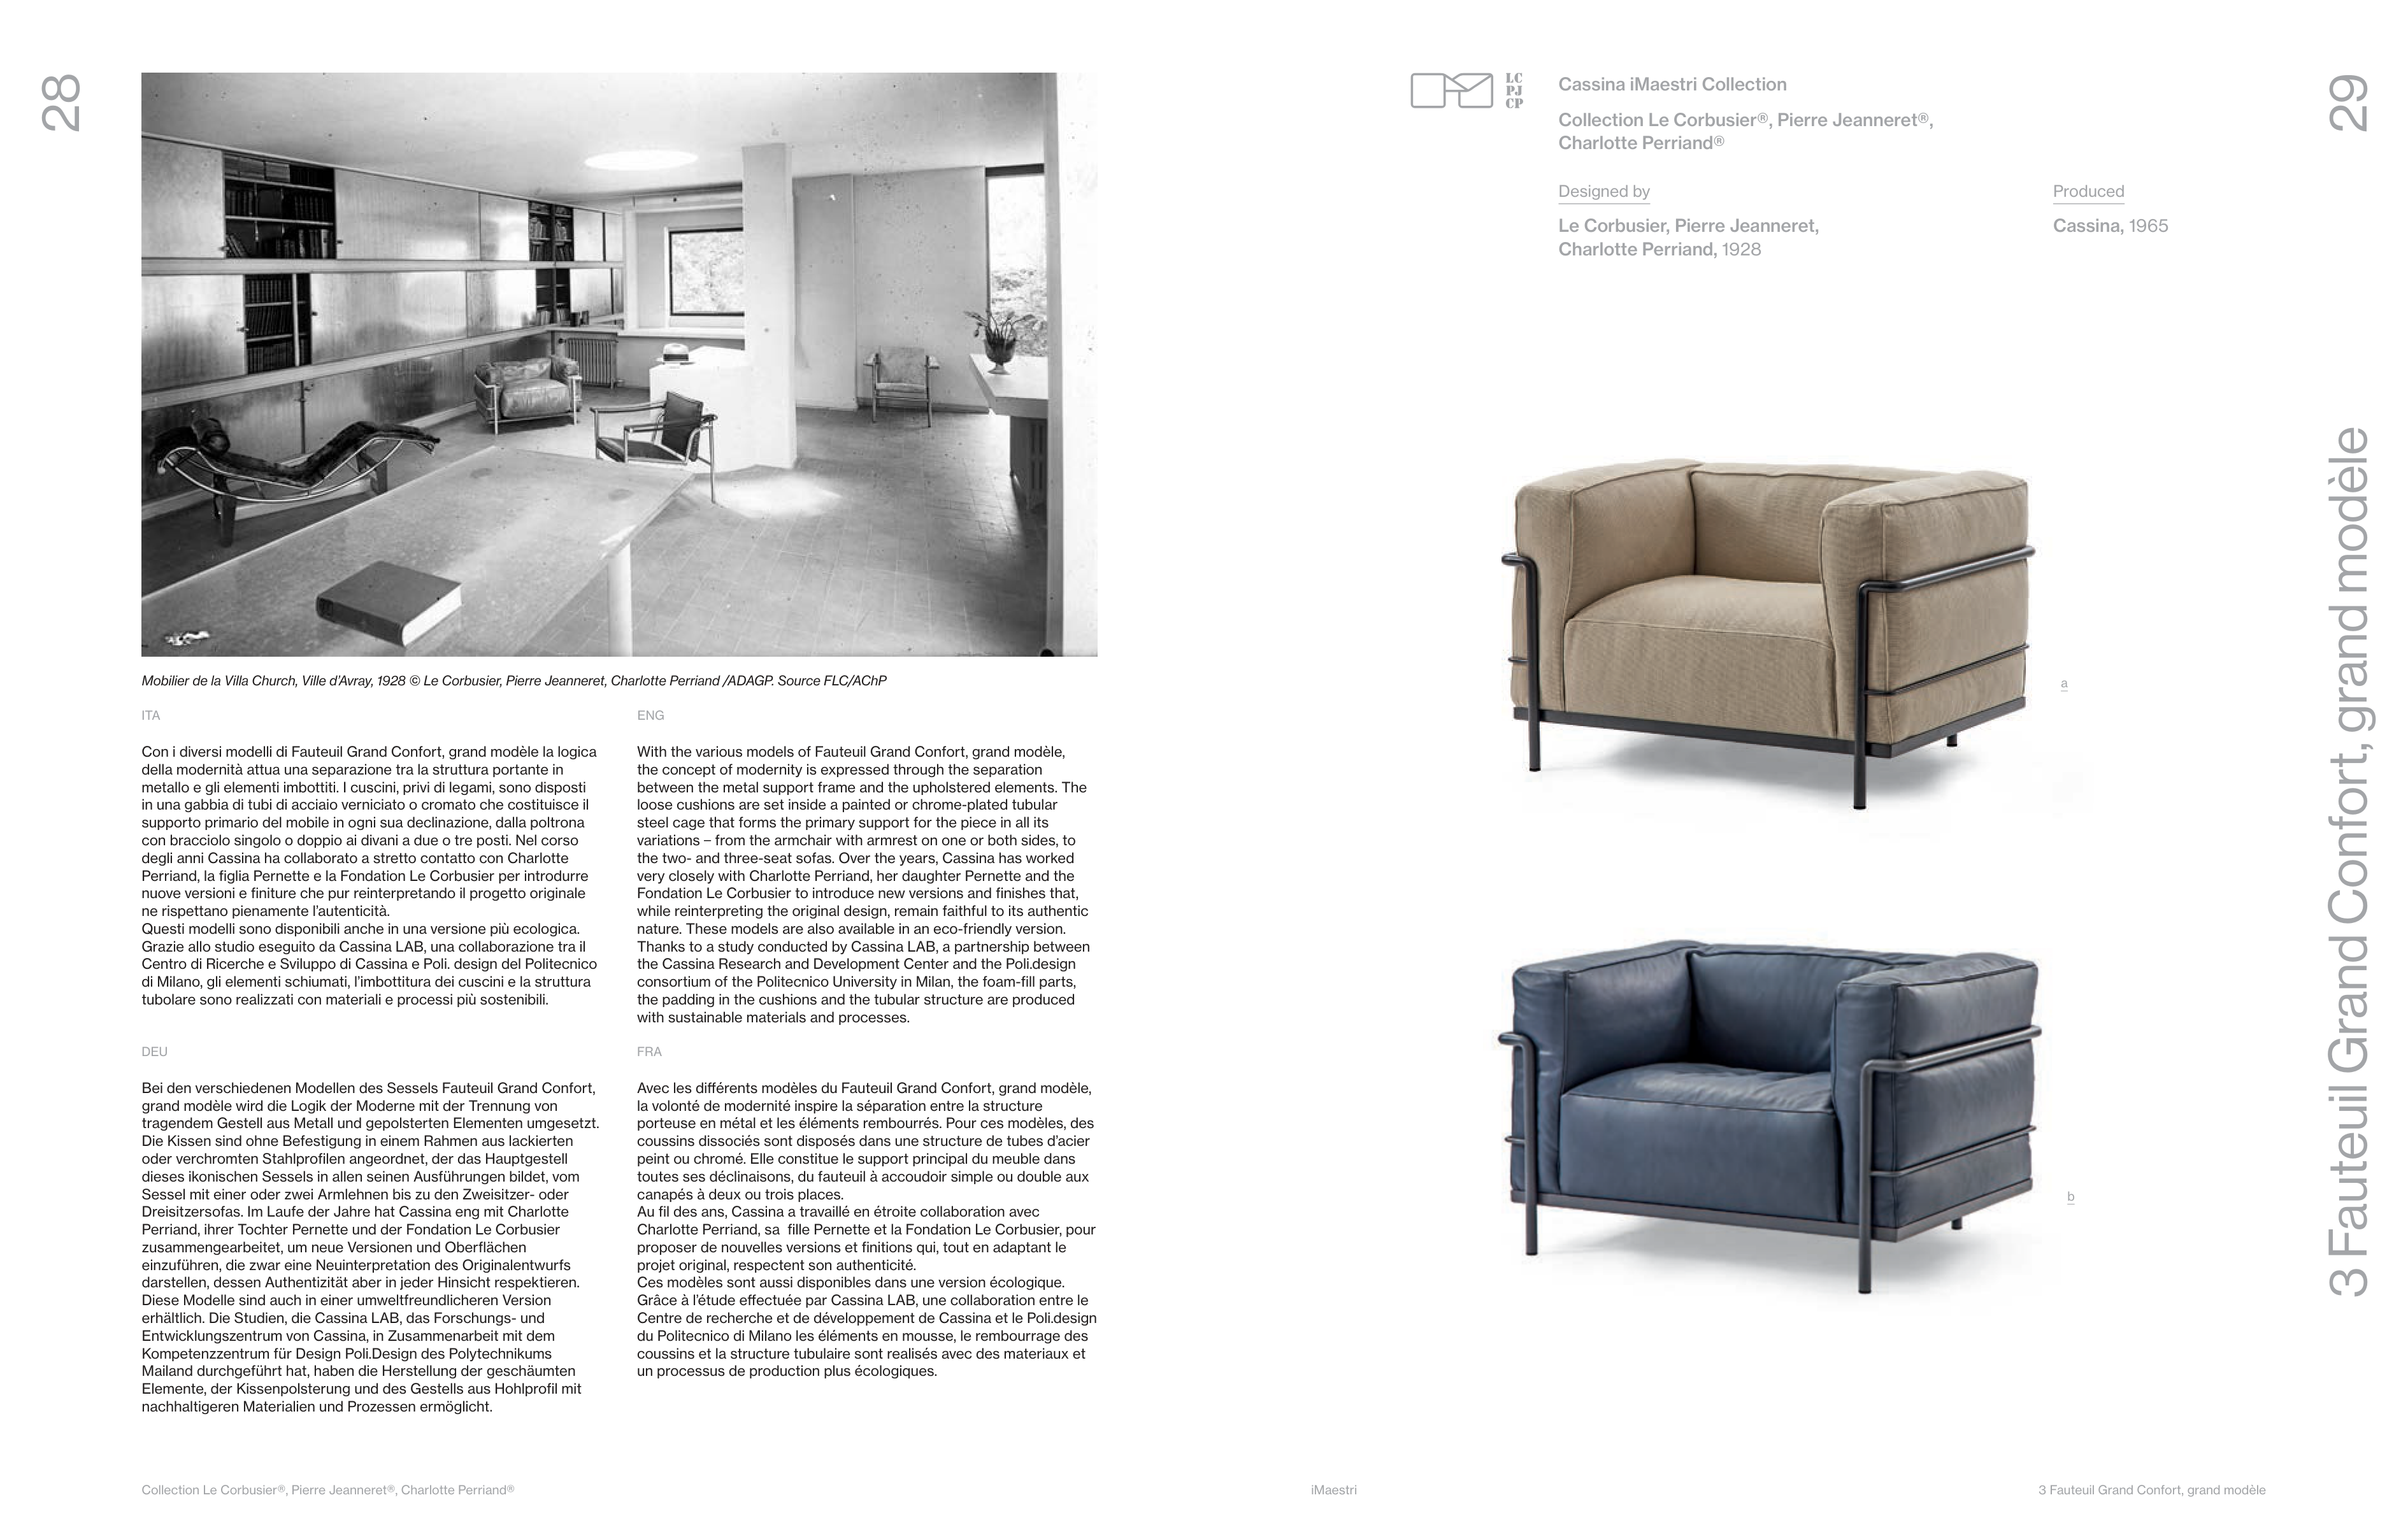 28
Mobilier de la Villa Church, Ville d'Avray, 1928 © Le Corbusier, Pierre Jeanneret, Charlotte Perriand /ADAGP. Source FLC/AChP
ITA
Con i diversi modelli di Fauteuil Grand Confort, grand modèle la logica
della modernità attua una separazione tra la struttura portante in
metallo e gli elementi imbottiti. I cuscini, privi di legami, sono disposti
in una gabbia di tubi di acciaio verniciato o cromato che costituisce il
supporto primario del mobile in ogni sua declinazione, dalla poltrona
con bracciolo singolo o doppio ai divani a due o tre posti. Nel corso
degli anni Cassina ha collaborato a stretto contatto con Charlotte
Perriand, la figlia Pernette e la Fondation Le Corbusier per introdurre
nuove versioni e finiture che pur reinterpretando il progetto originale
ne rispettano pienamente l'autenticità.
Questi modelli sono disponibili anche in una versione più ecologica.
Grazie allo studio eseguito da Cassina LAB, una collaborazione tra il
Centro di Ricerche e Sviluppo di Cassina e Poli. design del Politecnico
di Milano, gli elementi schiumati, l'imbottitura dei cuscini e la struttura
tubolare sono realizzati con materiali e processi più sostenibili.
ENG
With the various models of Fauteuil Grand Confort, grand modèle,
the concept of modernity is expressed through the separation
between the metal support frame and the upholstered elements. The
loose cushions are set inside a painted or chrome-plated tubular
steel cage that forms the primary support for the piece in all its
variations – from the armchair with armrest on one or both sides, to
the two- and three-seat sofas. Over the years, Cassina has worked
very closely with Charlotte Perriand, her daughter Pernette and the
Fondation Le Corbusier to introduce new versions and finishes that,
while reinterpreting the original design, remain faithful to its authentic
nature. These models are also available in an eco-friendly version.
Thanks to a study conducted by Cassina LAB, a partnership between
the Cassina Research and Development Center and the Poli.design
consortium of the Politecnico University in Milan, the foam-fill parts,
the padding in the cushions and the tubular structure are produced
with sustainable materials and processes.
DEU
Bei den verschiedenen Modellen des Sessels Fauteuil Grand Confort,
grand modèle wird die Logik der Moderne mit der Trennung von
tragendem Gestell aus Metall und gepolsterten Elementen umgesetzt.
Die Kissen sind ohne Befestigung in einem Rahmen aus lackierten
oder verchromten Stahlprofilen angeordnet, der das Hauptgestell
dieses ikonischen Sessels in allen seinen Ausführungen bildet, vom
Sessel mit einer oder zwei Armlehnen bis zu den Zweisitzer- oder
Dreisitzersofas. Im Laufe der Jahre hat Cassina eng mit Charlotte
Perriand, ihrer Tochter Pernette und der Fondation Le Corbusier
zusammengearbeitet, um neue Versionen und Oberflächen
einzuführen, die zwar eine Neuinterpretation des Originalentwurfs
darstellen, dessen Authentizität aber in jeder Hinsicht respektieren.
Diese Modelle sind auch in einer umweltfreundlicheren Version
erhältlich. Die Studien, die Cassina LAB, das Forschungs- und
Entwicklungszentrum von Cassina, in Zusammenarbeit mit dem
Kompetenzzentrum für Design Poli.Design des Polytechnikums
Mailand durchgeführt hat, haben die Herstellung der geschäumten
Elemente, der Kissenpolsterung und des Gestells aus Hohlprofil mit
nachhaltigeren Materialien und Prozessen ermöglicht.
FRA
Avec les différents modèles du Fauteuil Grand Confort, grand modèle,
la volonté de modernité inspire la séparation entre la structure
porteuse en métal et les éléments rembourrés. Pour ces modèles, des
coussins dissociés sont disposés dans une structure de tubes d'acier
peint ou chromé. Elle constitue le support principal du meuble dans
toutes ses déclinaisons, du fauteuil à accoudoir simple ou double aux
canapés à deux ou trois places.
Au fil des ans, Cassina a travaillé en étroite collaboration avec
Charlotte Perriand, sa  fille Pernette et la Fondation Le Corbusier, pour
proposer de nouvelles versions et finitions qui, tout en adaptant le
projet original, respectent son authenticité.
Ces modèles sont aussi disponibles dans une version écologique.
Grâce à l'étude effectuée par Cassina LAB, une collaboration entre le
Centre de recherche et de développement de Cassina et le Poli.design
du Politecnico di Milano les éléments en mousse, le rembourrage des
coussins et la structure tubulaire sont realisés avec des materiaux et
un processus de production plus écologiques.
Collection Le Corbusier®, Pierre Jeanneret®, Charlotte Perriand®
LC
PJ
CP
Cassina iMaestri Collection
Collection Le Corbusier®, Pierre Jeanneret®,
Charlotte Perriand®
Designed by
Le Corbusier, Pierre Jeanneret,
Charlotte Perriand, 1928
Produced
Cassina, 1965
29
a
b
3 Fauteuil Grand Confort, grand modèle
iMaestri
3 Fauteuil Grand Confort, grand modèle